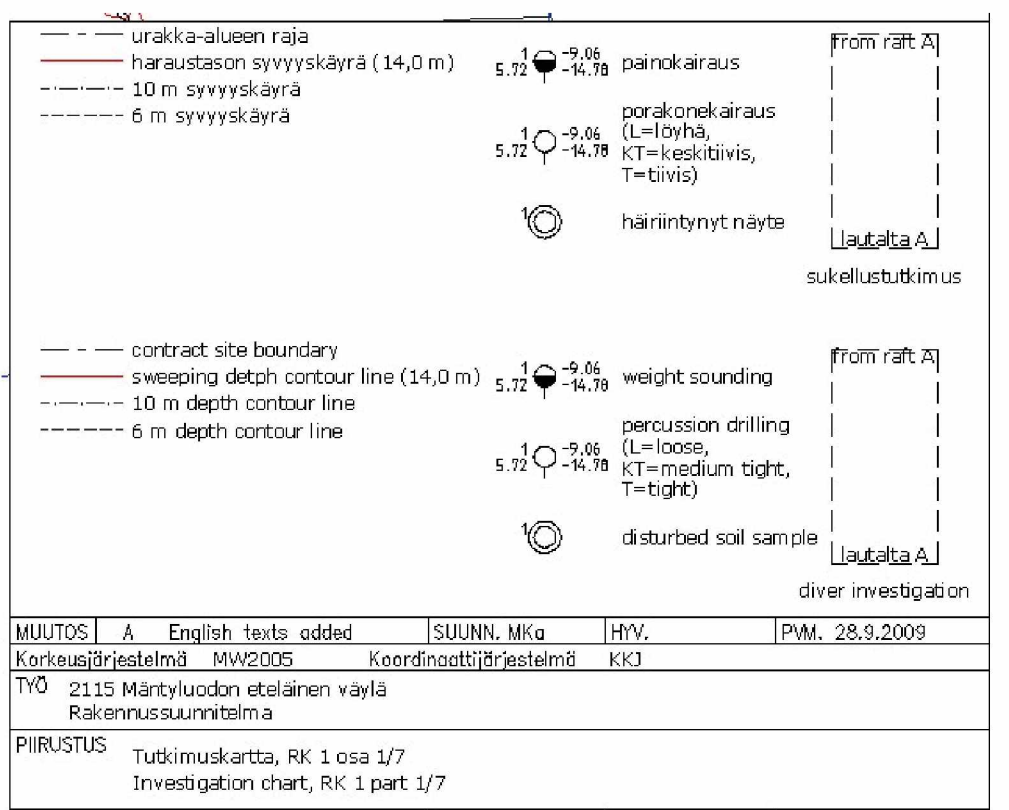 urakka-alueen raja
haraustason syvyyskäyrä (14,0 m)
10 m syvyyskäyrä
6 m syvyyskäyrä
1 -9.06
5.72 -14.78
painokairaus
1 -9.06
5.72 -14.78
porakonekairaus
(L=löyhä,
KT=keskitiivis,
T=tiivis)
1
häiriintynyt näyte
from raft A
lautalta A
sukellustutkimus
contract site boundary
sweeping detph contour line (14,0 m)
10 m depth contour line
6 m depth contour line
1 -9.06
5.72 -14.78
weight sounding
1 -9.06
5.72 -14.78
percussion drilling
(L=loose,
KT=medium tight,
T=tight)
1
disturbed soil sample
from raft A
lautalta A
diver investigation
MUUTOS A English texts added SUUNN. MKa HYV. PVM. 28.9.2009
Korkeusjärjestelmä MW2005 Koordinaattijärjestelmä KKJ
TYÖ 2115 Mäntyluodon eteläinen väylä
Rakennussuunnitelma
PIIRUSTUS
Tutkimuskartta, RK 1 osa 1/7
Investigation chart, RK 1 part 1/7